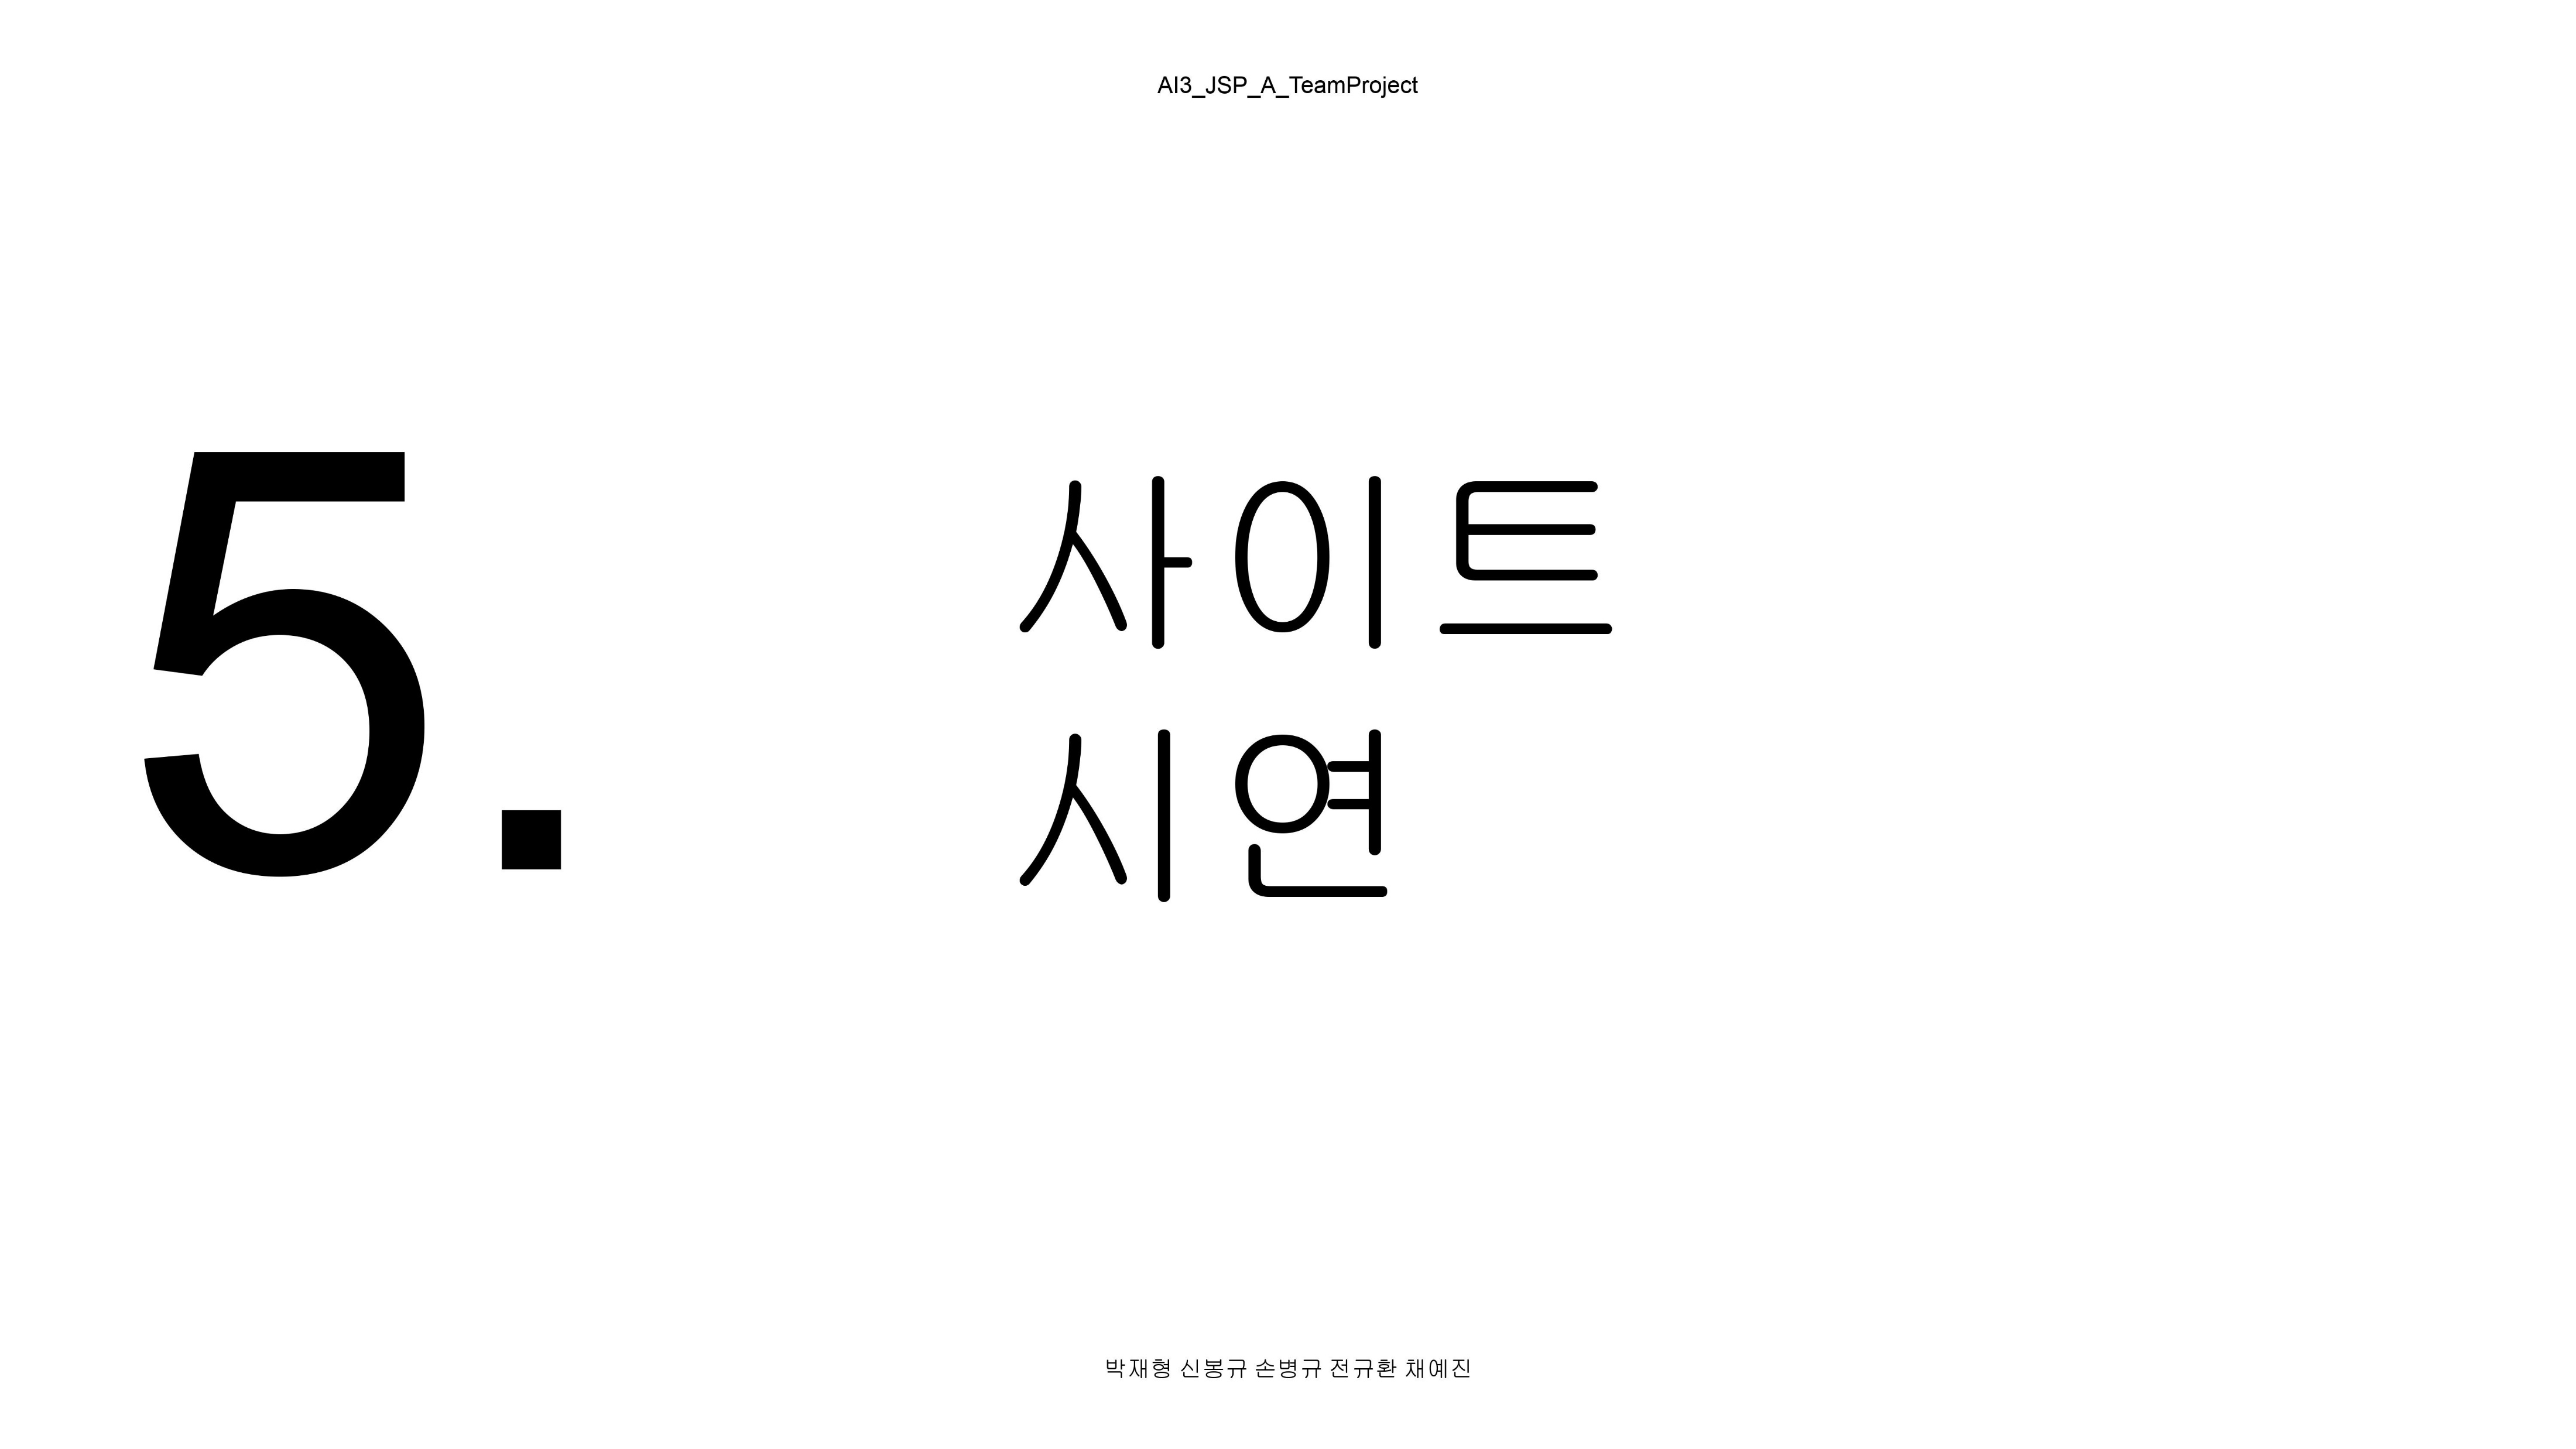 AI3_JSP_A_TeamProject
5.
사이트
시연
박재형 신봉규 손병규 전규환 채예진